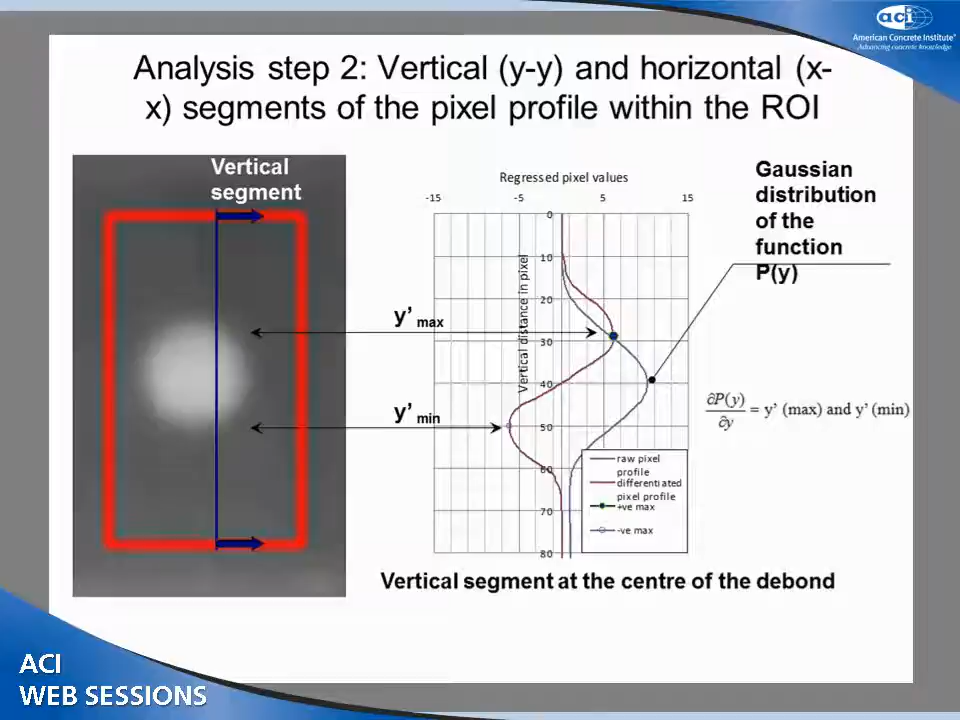 aci
American Concrete Institute
Advancing concrete knowledge
Analysis step 2: Vertical (y-y) and horizontal (x-
x) segments of the pixel profile within the ROI
Vertical
segment
Regressed pixel values
-15 -5 5 15
0
10
20
30
40
50
60
70
80
Vertical distance in pixel
y’ max
y’ min
Gaussian
distribution
of the
function
P(y)
∂P(y)
∂y
= y’ (max) and y’ (min)
raw pixel
profile
differentiated
pixel profile
+ve max
-ve max
Vertical segment at the centre of the debond
ACI
WEB SESSIONS